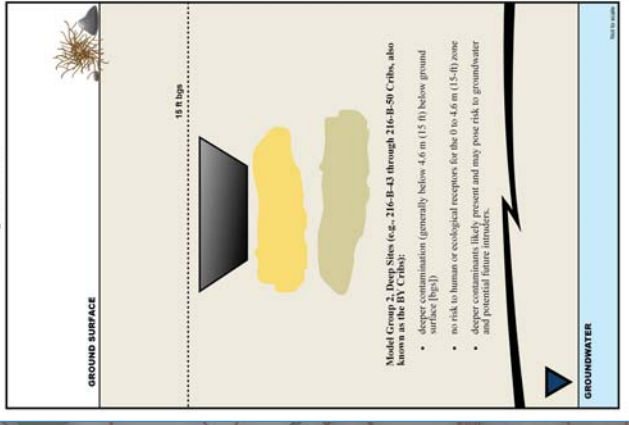 GROUND SURFACE
15 ft bgs
Model Group 2, Deep Sites (e.g., 216-B-43 through 216-B-50 Cribs, also
known as the BY Cribs):
• deeper contamination (generally below 4.6 m (15 ft) below ground
surface [bgs])
• no risk to human or ecological receptors for the 0 to 4.6 m (15-ft) zone
• deeper contaminants likely present and may pose risk to groundwater
and potential future intruders.
GROUNDWATER
Not to scale